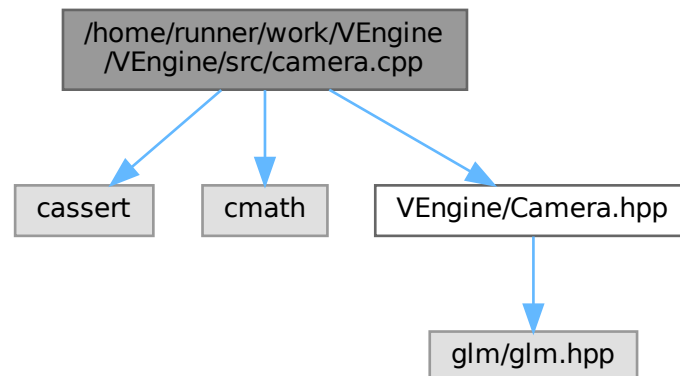 /home/runner/work/VEngine
/VEngine/src/camera.cpp
cassert
cmath
VEngine/Camera.hpp
glm/glm.hpp